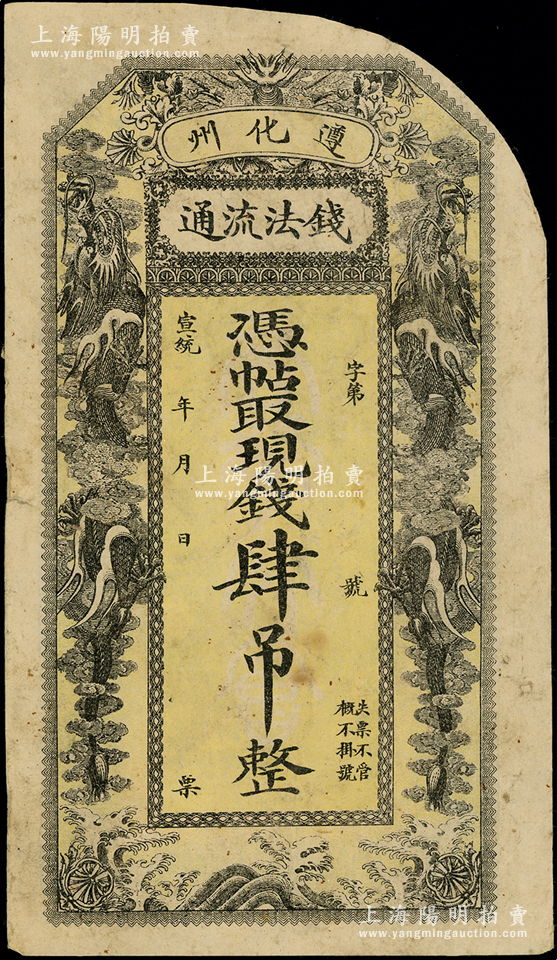 上海陽明拍賣
www.yangmingauction.com
遵化州
錢法流通
字第
號
失票不管
概不掛號
憑帖取現錢肆吊整
宣統
年
月
日
票
上海陽明拍賣
www.yangmingauction.com
上海陽明拍賣
www.yangmingauction.com